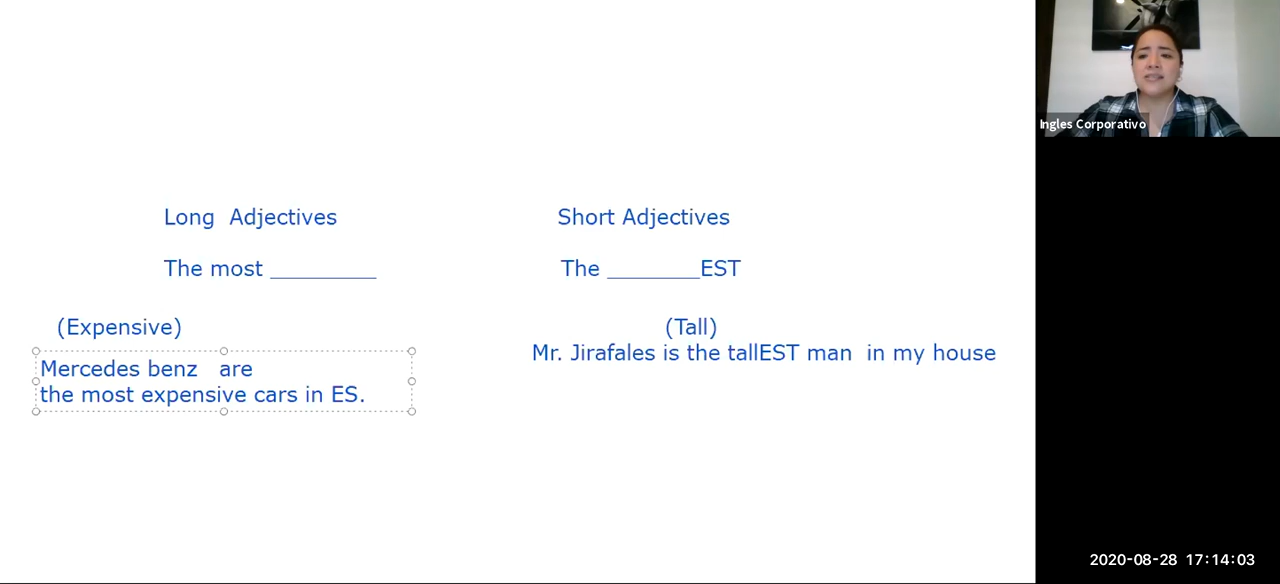 Ingles Corporativo
Long  Adjectives
Short Adjectives
The most _________
The ________EST
(Expensive)
(Tall)
Mr. Jirafales is the tallEST man  in my house
Mercedes benz   are
the most expensive cars in ES.
2020-08-28  17:14:03